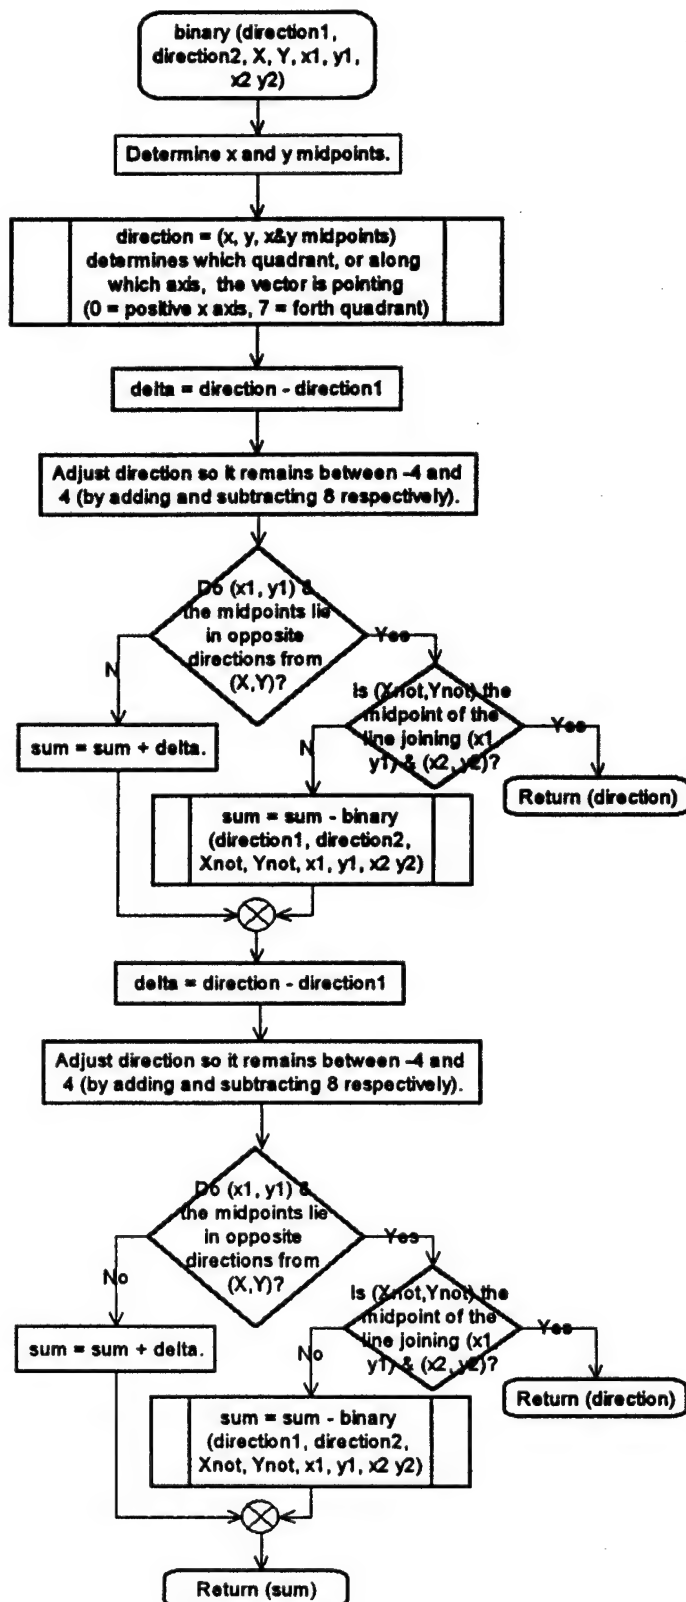 binary (direction1,
direction2, X, Y, x1, y1,
x2 y2)
Determine x and y midpoints.
direction = (x, y, x&y midpoints)
determines which quadrant, or along
which axis, the vector is pointing
(0 = positive x axis, 7 = forth quadrant)
delta = direction - direction1
Adjust direction so it remains between -4 and
4 (by adding and subtracting 8 respectively).
Do (x1, y1) &
the midpoints lie
in opposite
directions from
(X,Y)?
Yes
N
Is (Xnot,Ynot) the
midpoint of the
line joining (x1
y1) & (x2, y2)?
Yes
N
sum = sum + delta.
Return (direction)
sum = sum - binary
(direction1, direction2,
Xnot, Ynot, x1, y1, x2 y2)
delta = direction - direction1
Adjust direction so it remains between -4 and
4 (by adding and subtracting 8 respectively).
Do (x1, y1) &
the midpoints lie
in opposite
directions from
(X,Y)?
Yes
No
Is (Xnot,Ynot) the
midpoint of the
line joining (x1
y1) & (x2, y2)?
Yes
No
sum = sum + delta.
Return (direction)
sum = sum - binary
(direction1, direction2,
Xnot, Ynot, x1, y1, x2 y2)
Return (sum)